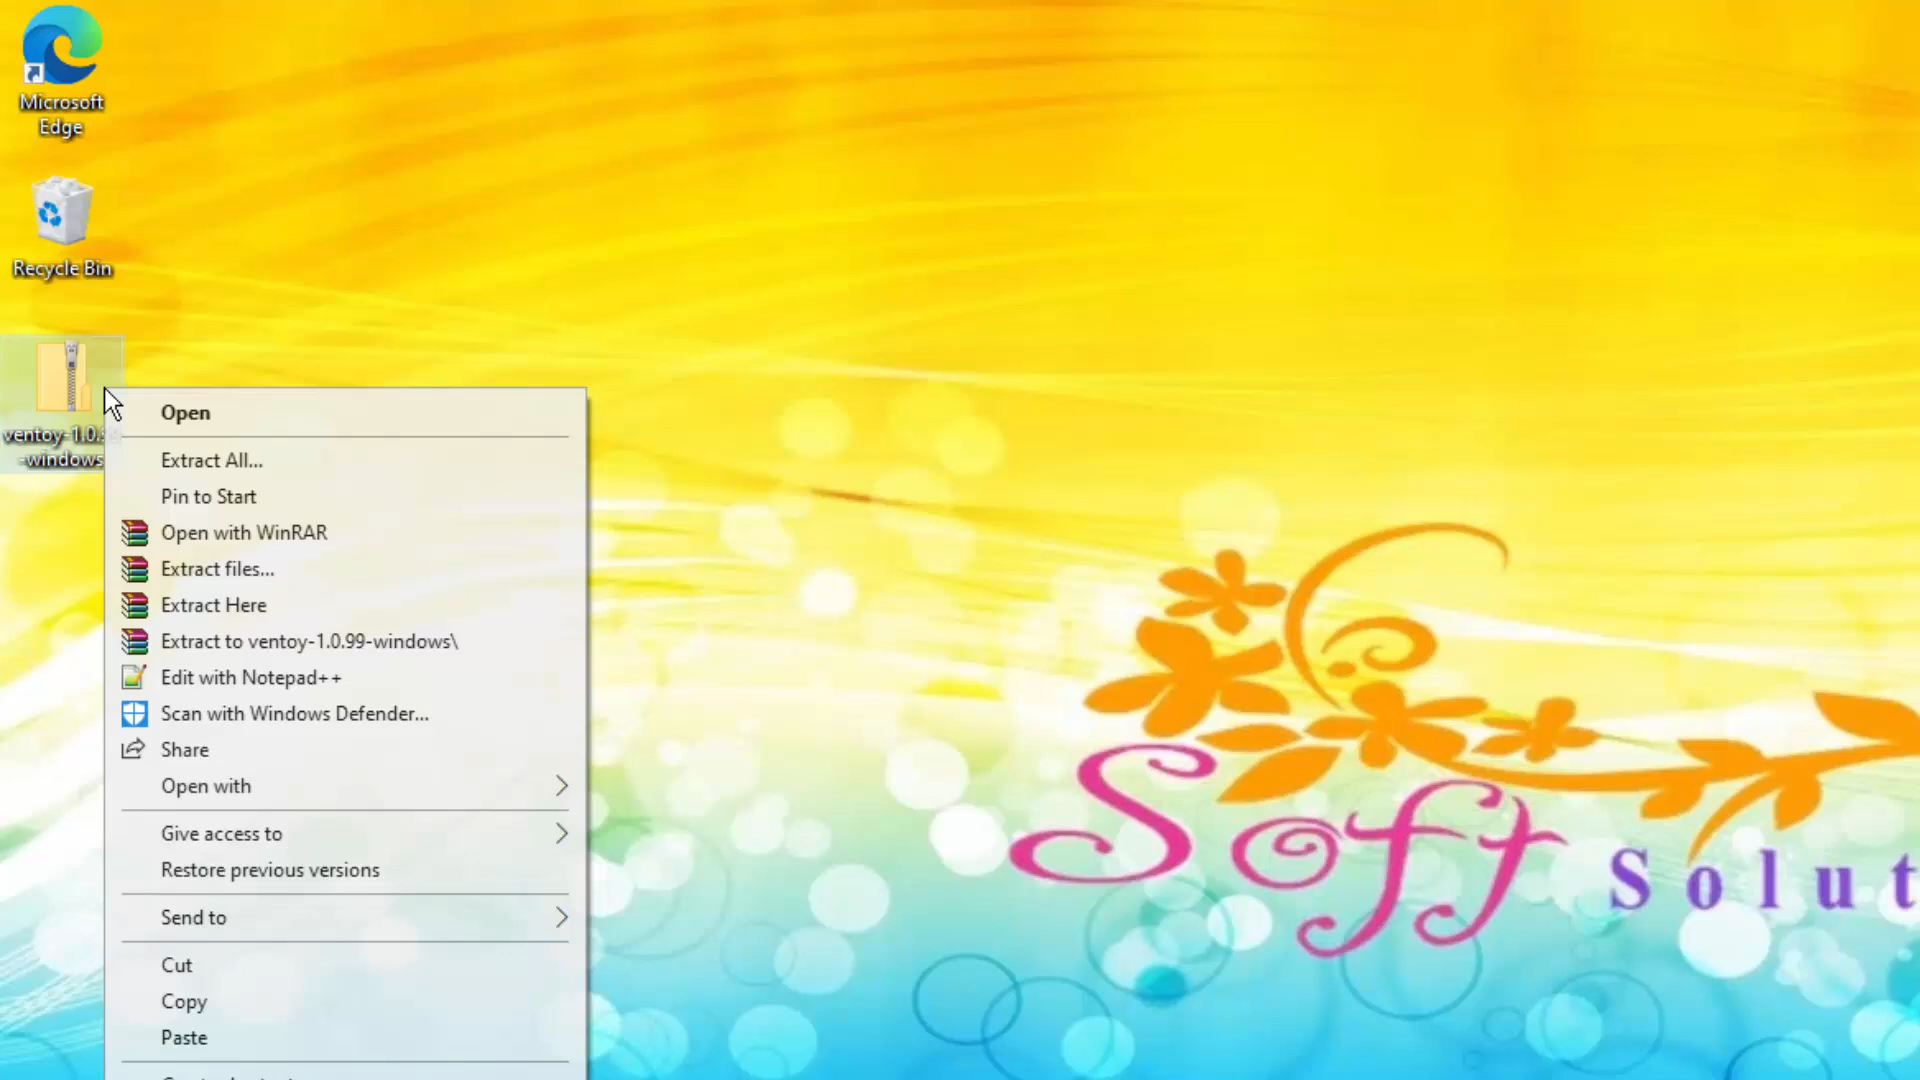 Microsoft
Edge
Recycle Bin
ventoy-1.0.9
-windows
Open
Extract All...
Pin to Start
Open with WinRAR
Extract files...
Extract Here
Extract to ventoy-1.0.99-windows\
Edit with Notepad++
Scan with Windows Defender...
Share
Open with
Give access to
Restore previous versions
Send to
Cut
Copy
Paste
Soft Solut